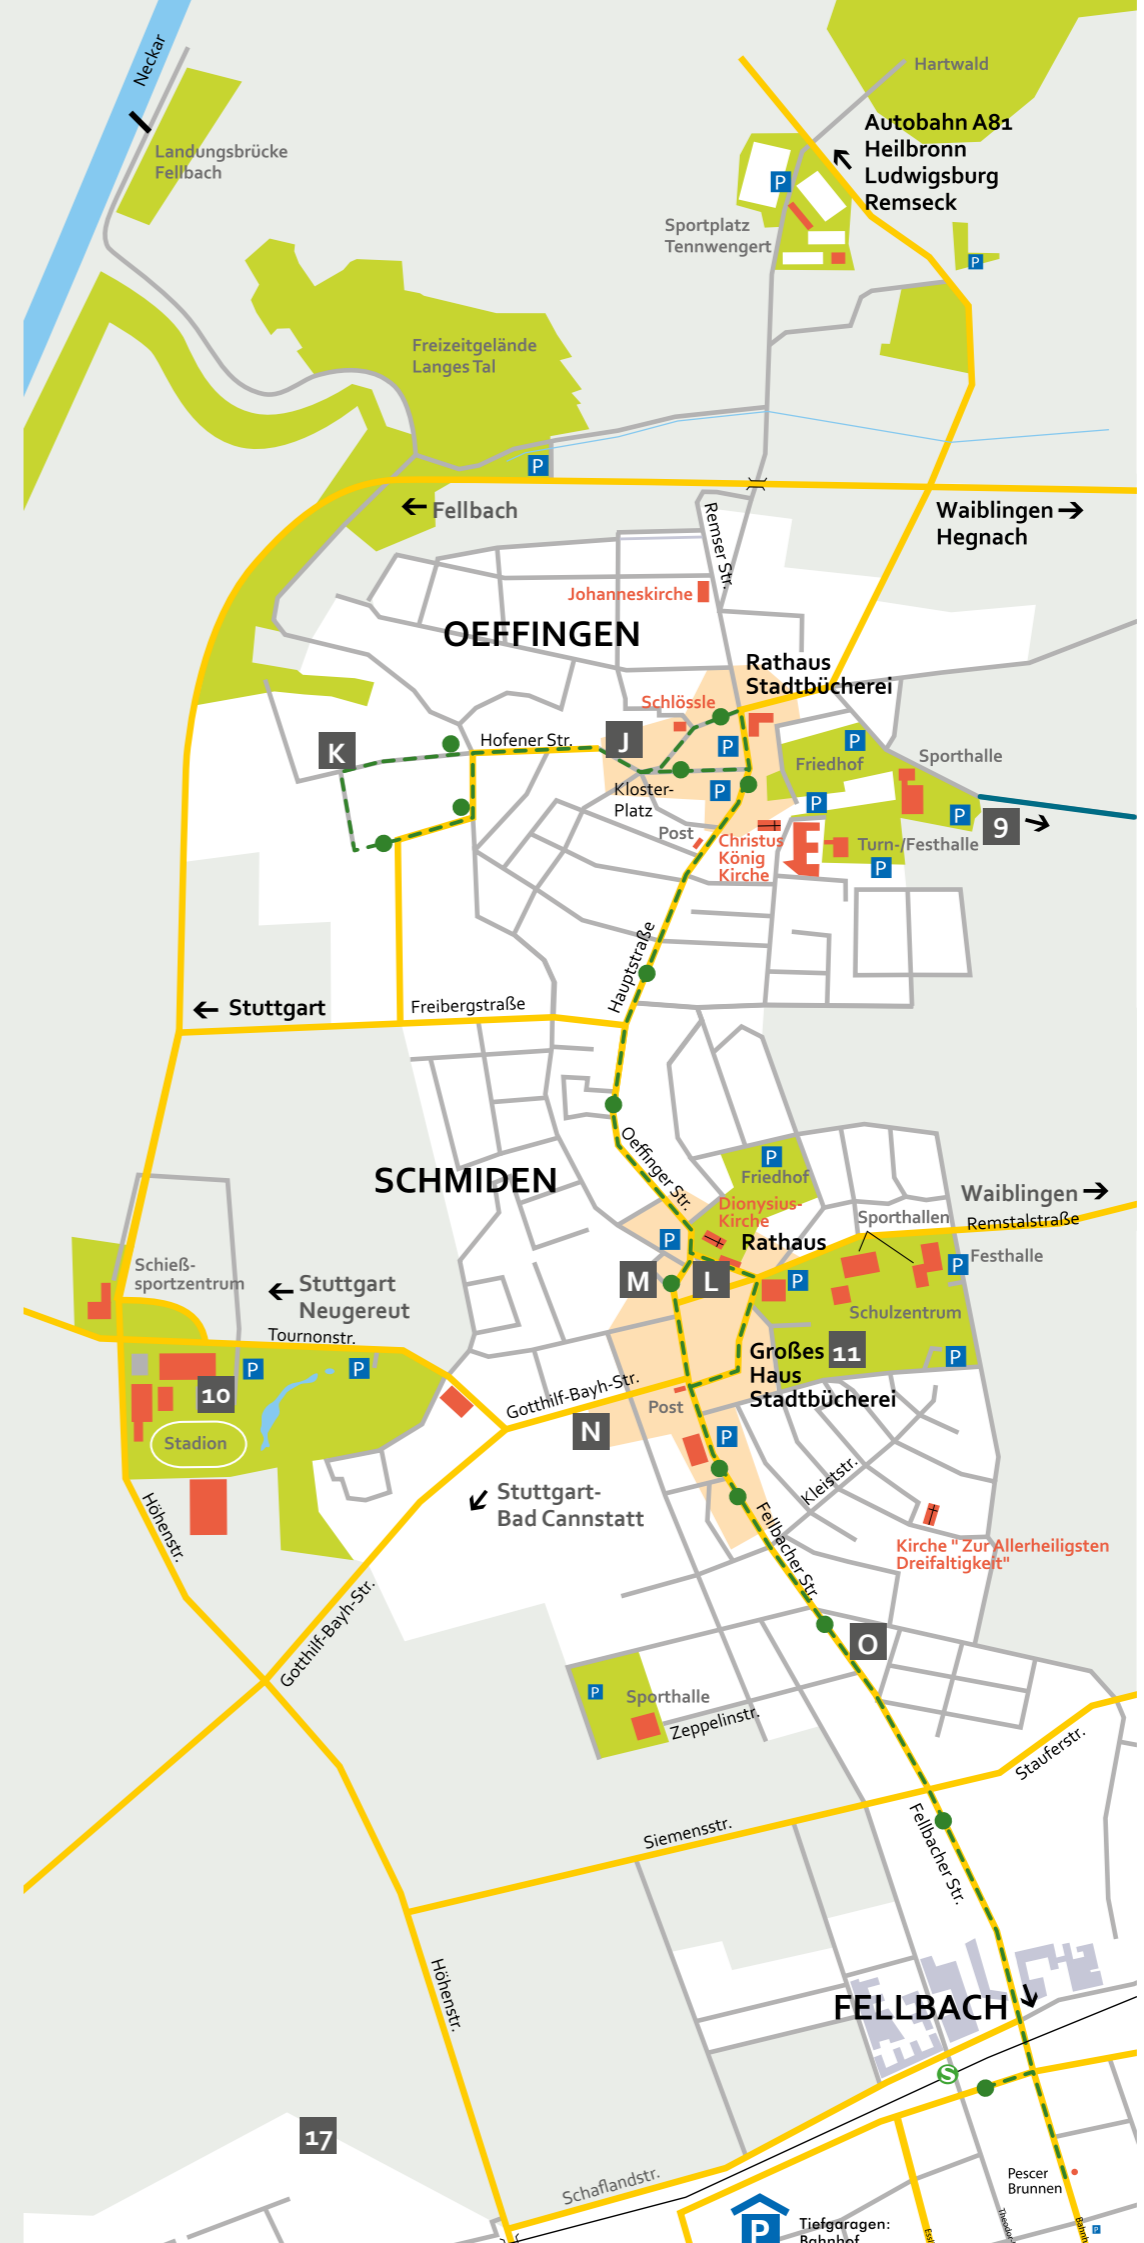 Neckar
Hartwald
Autobahn A81
Heilbronn
Ludwigsburg
Remseck
Landungsbrücke
Fellbach
P
Sportplatz
Tennwengert
P
Freizeitgelände
Langes Tal
P
Fellbach
Waiblingen
Hegnach
Remser Str.
Johanneskirche
OEFFINGEN
Rathaus
Stadtbücherei
Schlössle
K
Hofener Str.
J
P
P
Friedhof
Sporthalle
Kloster-
Platz
P
P
P
9
Post
Christus
König
Kirche
Turn-/Festhalle
P
Hauptstraße
Stuttgart
Freibergstraße
Oeffinger Str.
SCHMIDEN
P
Friedhof
Dionysius-
Kirche
Waiblingen
Sporthallen
Remstalstraße
P
Rathaus
Festhalle
P
Schieß-
sportzentrum
Stuttgart
Neugereut
M
L
P
Schulzentrum
Tournonstr.
P
P
Großes
Haus
Stadtbücherei
11
P
10
Gotthilf-Bayh-Str.
Post
N
P
Stadion
Kleiststr.
Stuttgart-
Bad Cannstatt
Höhenstr.
Fellbacher Str.
Kirche " Zur Allerheiligsten
Dreifaltigkeit"
Gotthilf-Bayh-Str.
O
P
Sporthalle
Zeppelinstr.
Stauferstr.
Siemensstr.
Fellbacher Str.
Höhenstr.
FELLBACH
S
17
Schaflandstr.
Pescer
Brunnen
P
Tiefgaragen:
Bahnhof
P